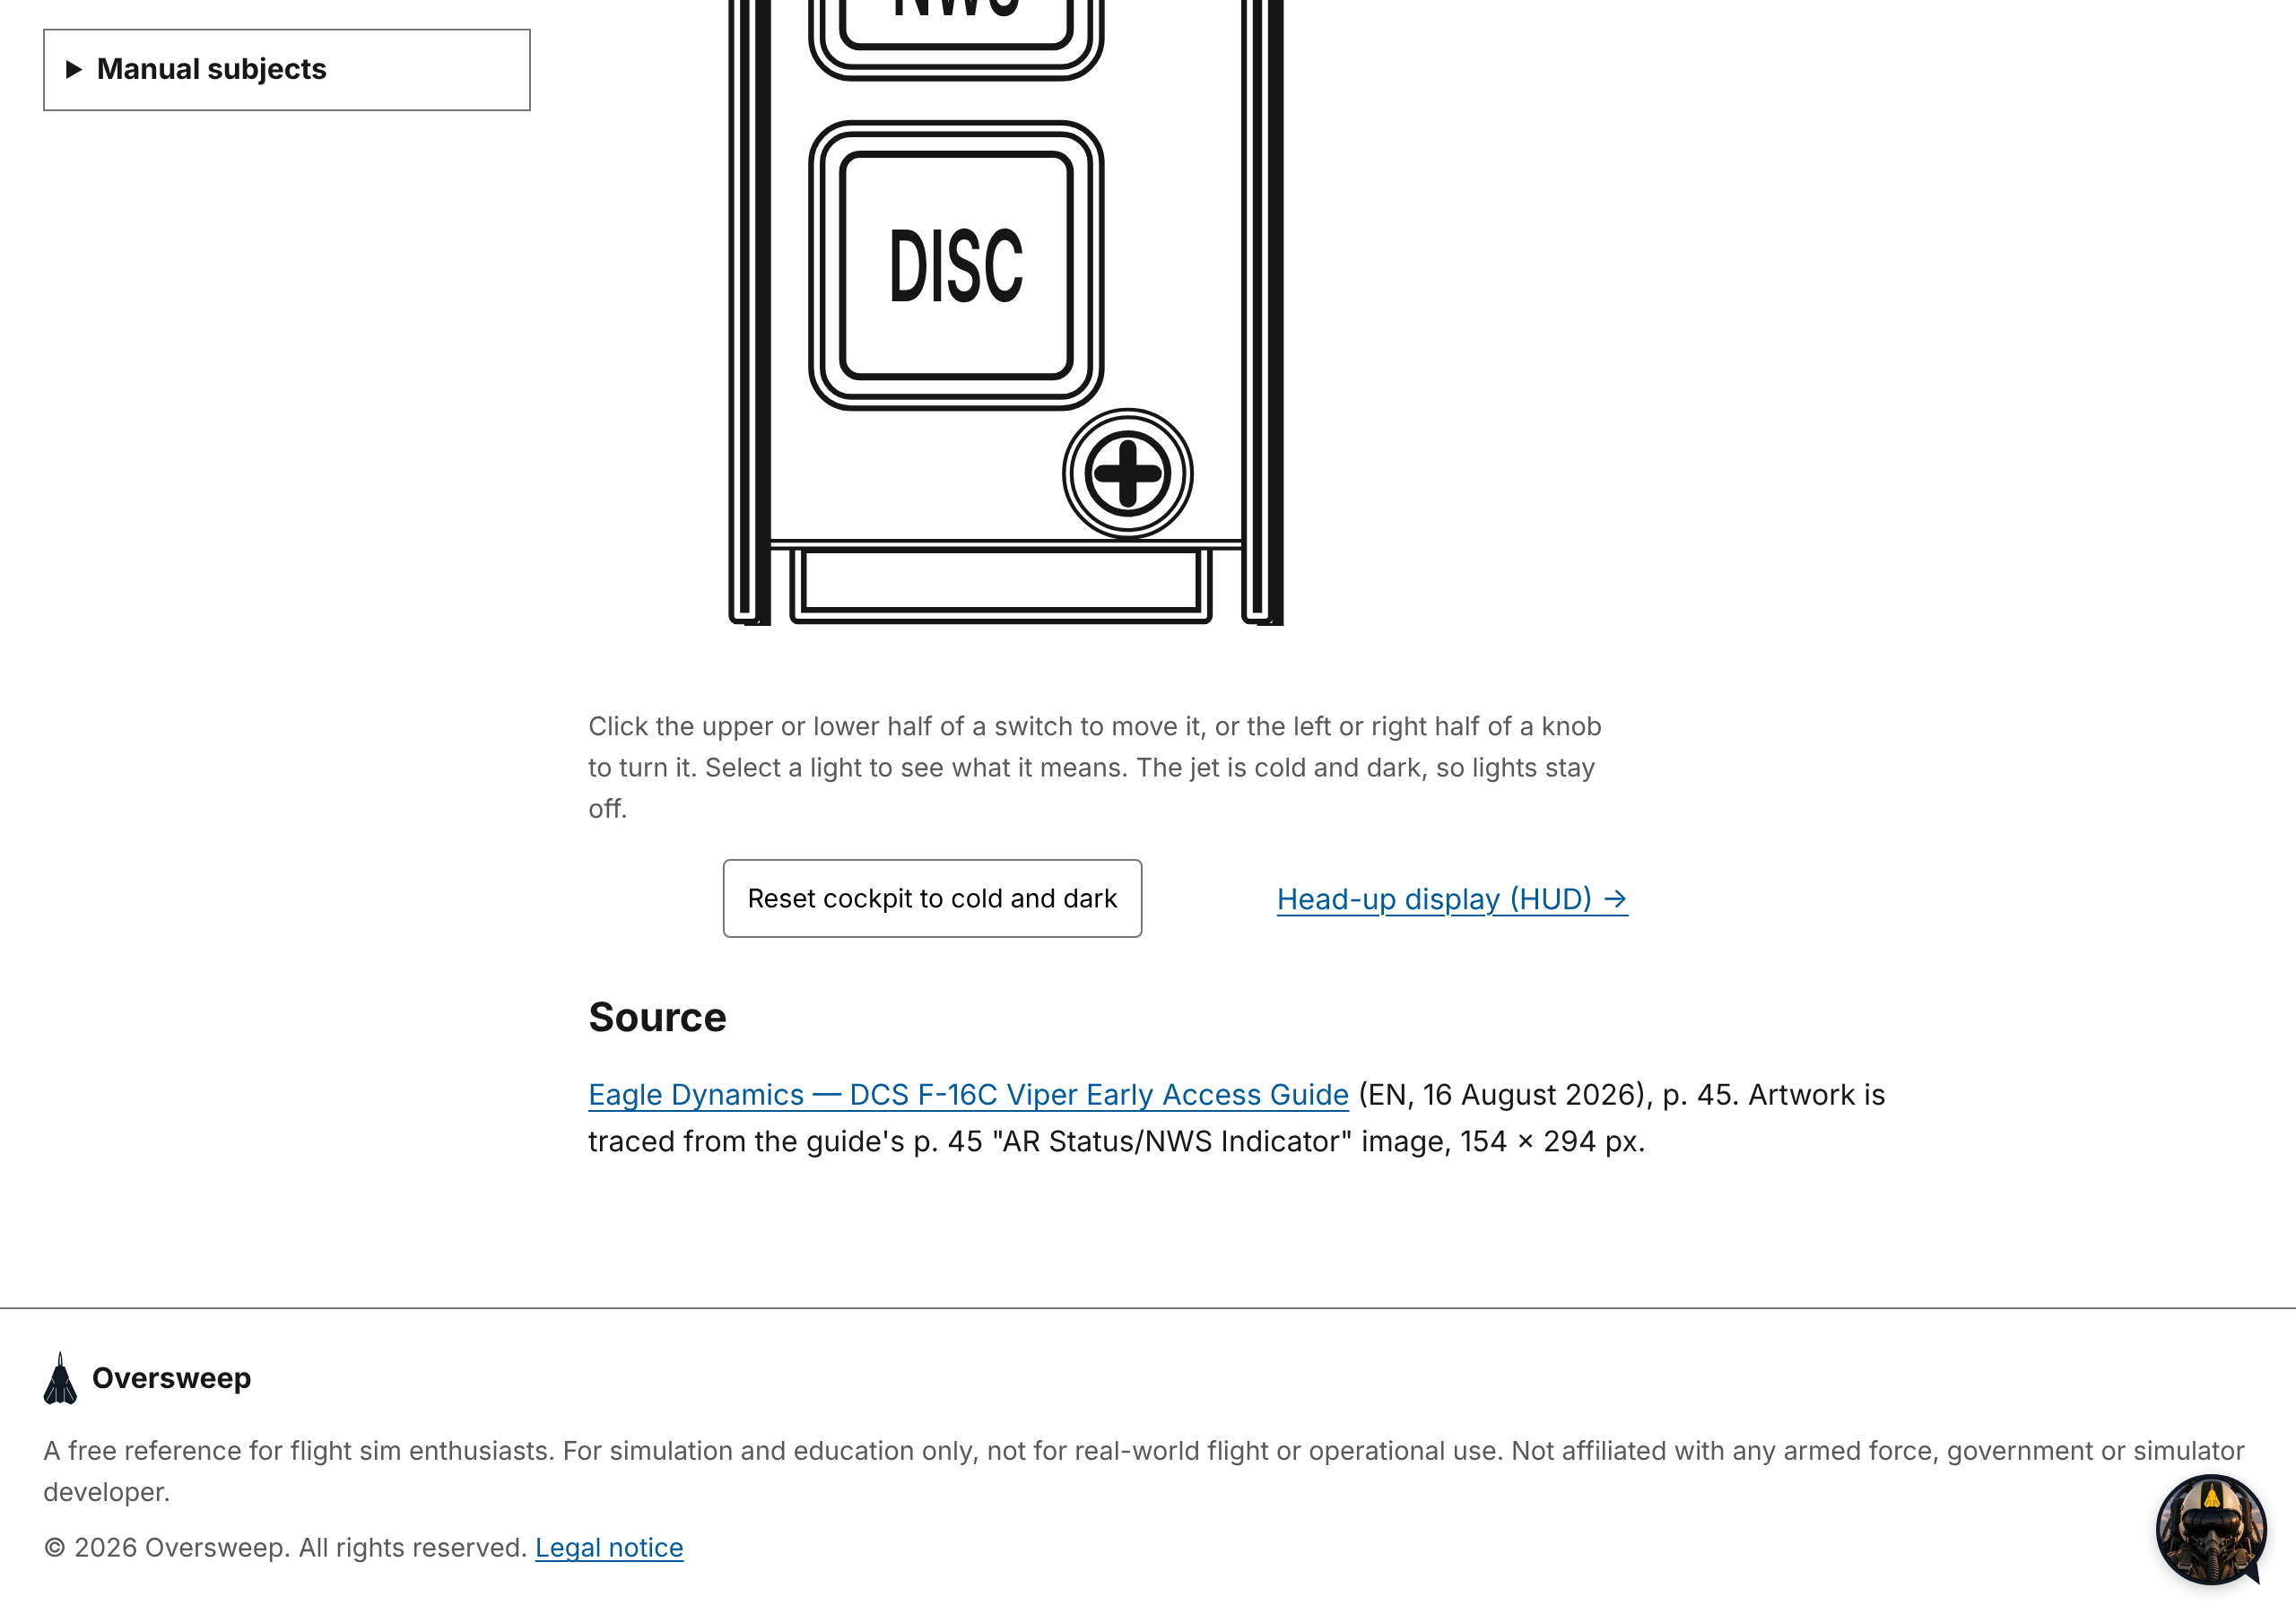 NWS
Manual subjects
DISC
Click the upper or lower half of a switch to move it, or the left or right half of a knob
to turn it. Select a light to see what it means. The jet is cold and dark, so lights stay
off.
Reset cockpit to cold and dark
Head-up display (HUD) →
Source
Eagle Dynamics — DCS F-16C Viper Early Access Guide (EN, 16 August 2026), p. 45. Artwork is
traced from the guide's p. 45 "AR Status/NWS Indicator" image, 154 × 294 px.
Oversweep
A free reference for flight sim enthusiasts. For simulation and education only, not for real-world flight or operational use. Not affiliated with any armed force, government or simulator
developer.
© 2026 Oversweep. All rights reserved. Legal notice